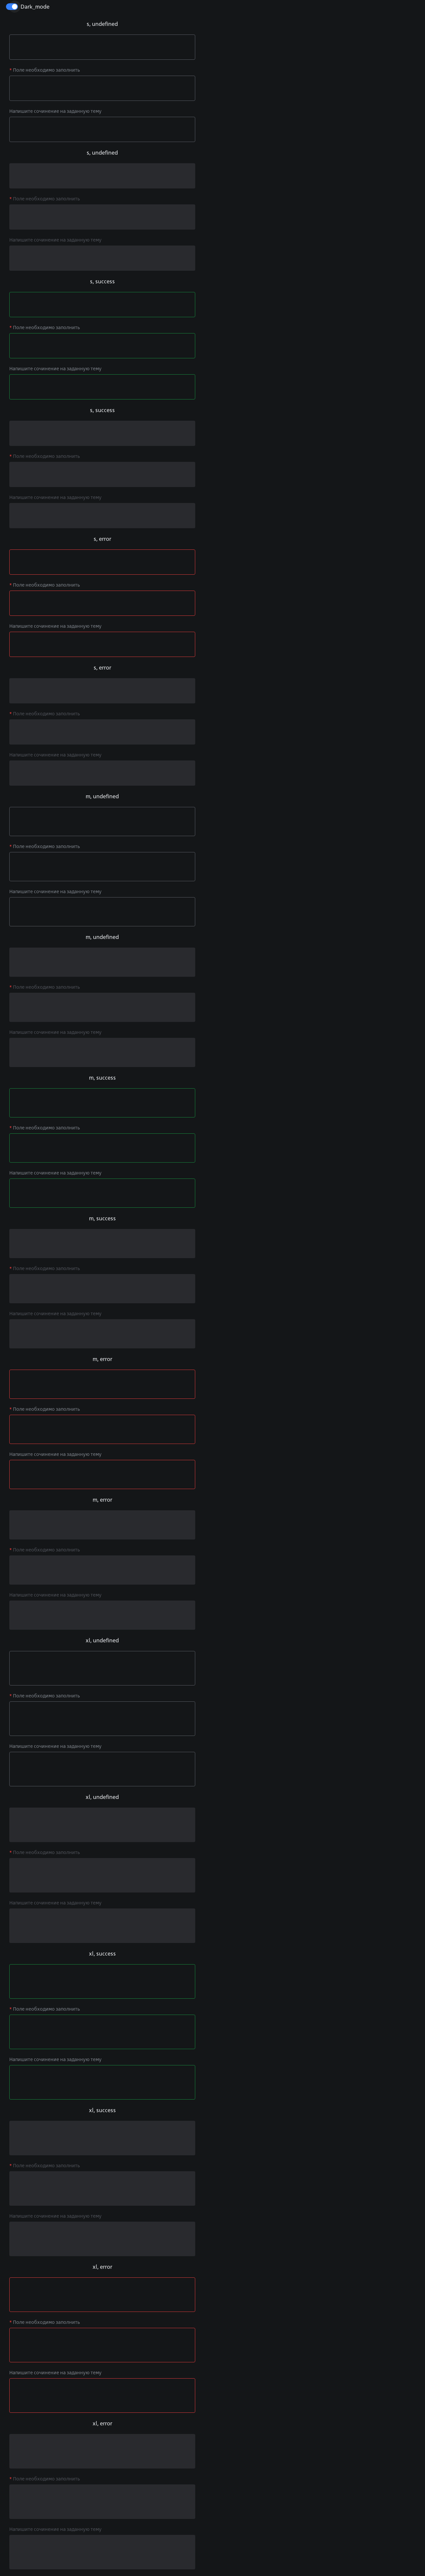 Dark_mode
s, undefined
* Поле необходимо заполнить
Напишите сочинение на заданную тему
s, undefined
* Поле необходимо заполнить
Напишите сочинение на заданную тему
s, success
* Поле необходимо заполнить
Напишите сочинение на заданную тему
s, success
* Поле необходимо заполнить
Напишите сочинение на заданную тему
s, error
* Поле необходимо заполнить
Напишите сочинение на заданную тему
s, error
* Поле необходимо заполнить
Напишите сочинение на заданную тему
m, undefined
* Поле необходимо заполнить
Напишите сочинение на заданную тему
m, undefined
* Поле необходимо заполнить
Напишите сочинение на заданную тему
m, success
* Поле необходимо заполнить
Напишите сочинение на заданную тему
m, success
* Поле необходимо заполнить
Напишите сочинение на заданную тему
m, error
* Поле необходимо заполнить
Напишите сочинение на заданную тему
m, error
* Поле необходимо заполнить
Напишите сочинение на заданную тему
xl, undefined
* Поле необходимо заполнить
Напишите сочинение на заданную тему
xl, undefined
* Поле необходимо заполнить
Напишите сочинение на заданную тему
xl, success
* Поле необходимо заполнить
Напишите сочинение на заданную тему
xl, success
* Поле необходимо заполнить
Напишите сочинение на заданную тему
xl, error
* Поле необходимо заполнить
Напишите сочинение на заданную тему
xl, error
* Поле необходимо заполнить
Напишите сочинение на заданную тему